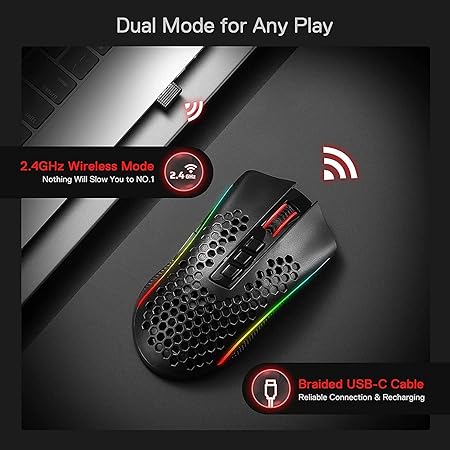 Dual Mode for Any Play
2.4GHz Wireless Mode
Nothing Will Slow You to NO.1
2.4 G
Braided USB-C Cable
Reliable Connection & Recharging